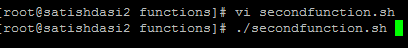 [root@satishdasi2 functions]# vi secondfunction.sh
[root@satishdasi2 functions]# ./secondfunction.sh